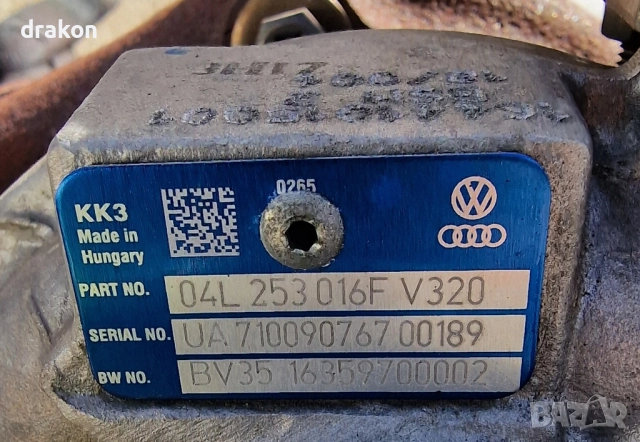 drakon
0265
KK3
Made in
Hungary
PART NO. 04L 253 016F V320
SERIAL NO. UA 710090767 00189
BW NO. BV35 16359700002
BAZAR